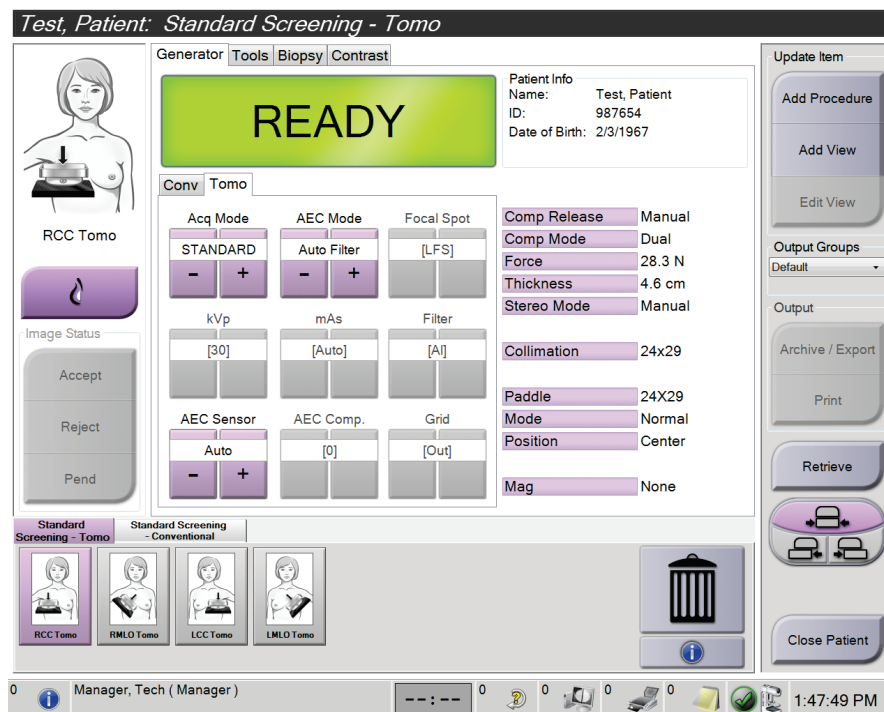 Test, Patient:  Standard Screening - Tomo
Generator Tools Biopsy Contrast
READY
Patient Info
Name: Test, Patient
ID: 987654
Date of Birth: 2/3/1967
RCC Tomo
Image Status
Accept
Reject
Pend
Conv Tomo
Acq Mode AEC Mode Focal Spot
STANDARD Auto Filter [LFS]
- + - +
kVp mAs Filter
[30] [Auto] [Al]
AEC Sensor AEC Comp. Grid
Auto [0] [Out]
- +
Comp Release Manual
Comp Mode Dual
Force 28.3 N
Thickness 4.6 cm
Stereo Mode Manual
Collimation 24x29
Paddle 24X29
Mode Normal
Position Center
Mag None
Update Item
Add Procedure
Add View
Edit View
Output Groups
Default
Output
Archive / Export
Print
Retrieve
Close Patient
Standard
Screening - Tomo
Standard Screening
- Conventional
RCC Tomo RMLO Tomo LCC Tomo LMLO Tomo
0 i Manager, Tech ( Manager ) --:-- 0 ? 0 0 0 1:47:49 PM